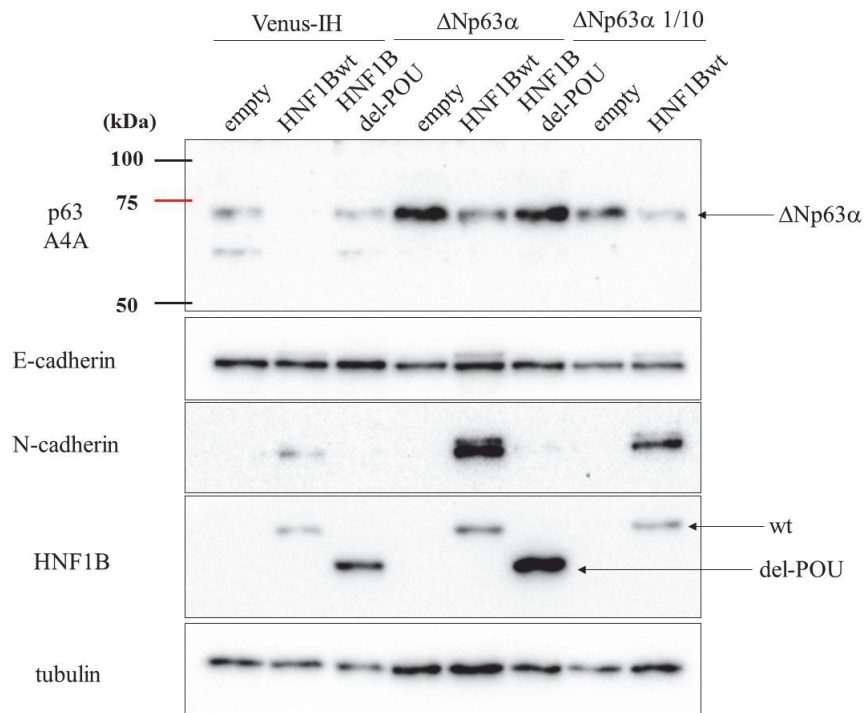 Venus-IH ΔNp63α ΔNp63α 1/10
empty HNF1Bwt HNF1B del-POU empty HNF1Bwt HNF1B del-POU empty HNF1Bwt
(kDa)
100
75
50
p63
A4A
ΔNp63α
E-cadherin
N-cadherin
HNF1B
wt
del-POU
tubulin